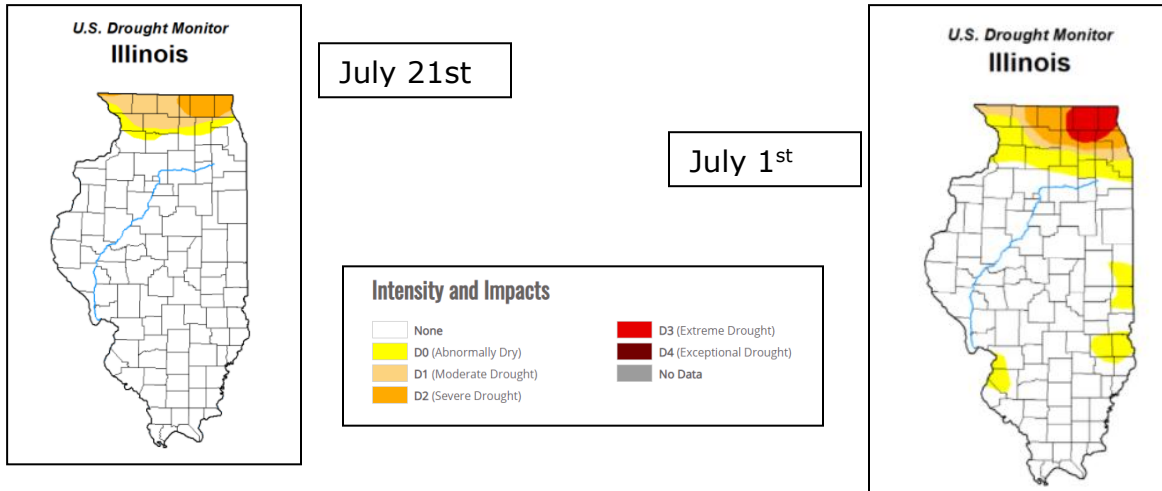 U.S. Drought Monitor
Illinois
July 21st
U.S. Drought Monitor
Illinois
July 1st
Intensity and Impacts
None
D0 (Abnormally Dry)
D1 (Moderate Drought)
D2 (Severe Drought)
D3 (Extreme Drought)
D4 (Exceptional Drought)
No Data